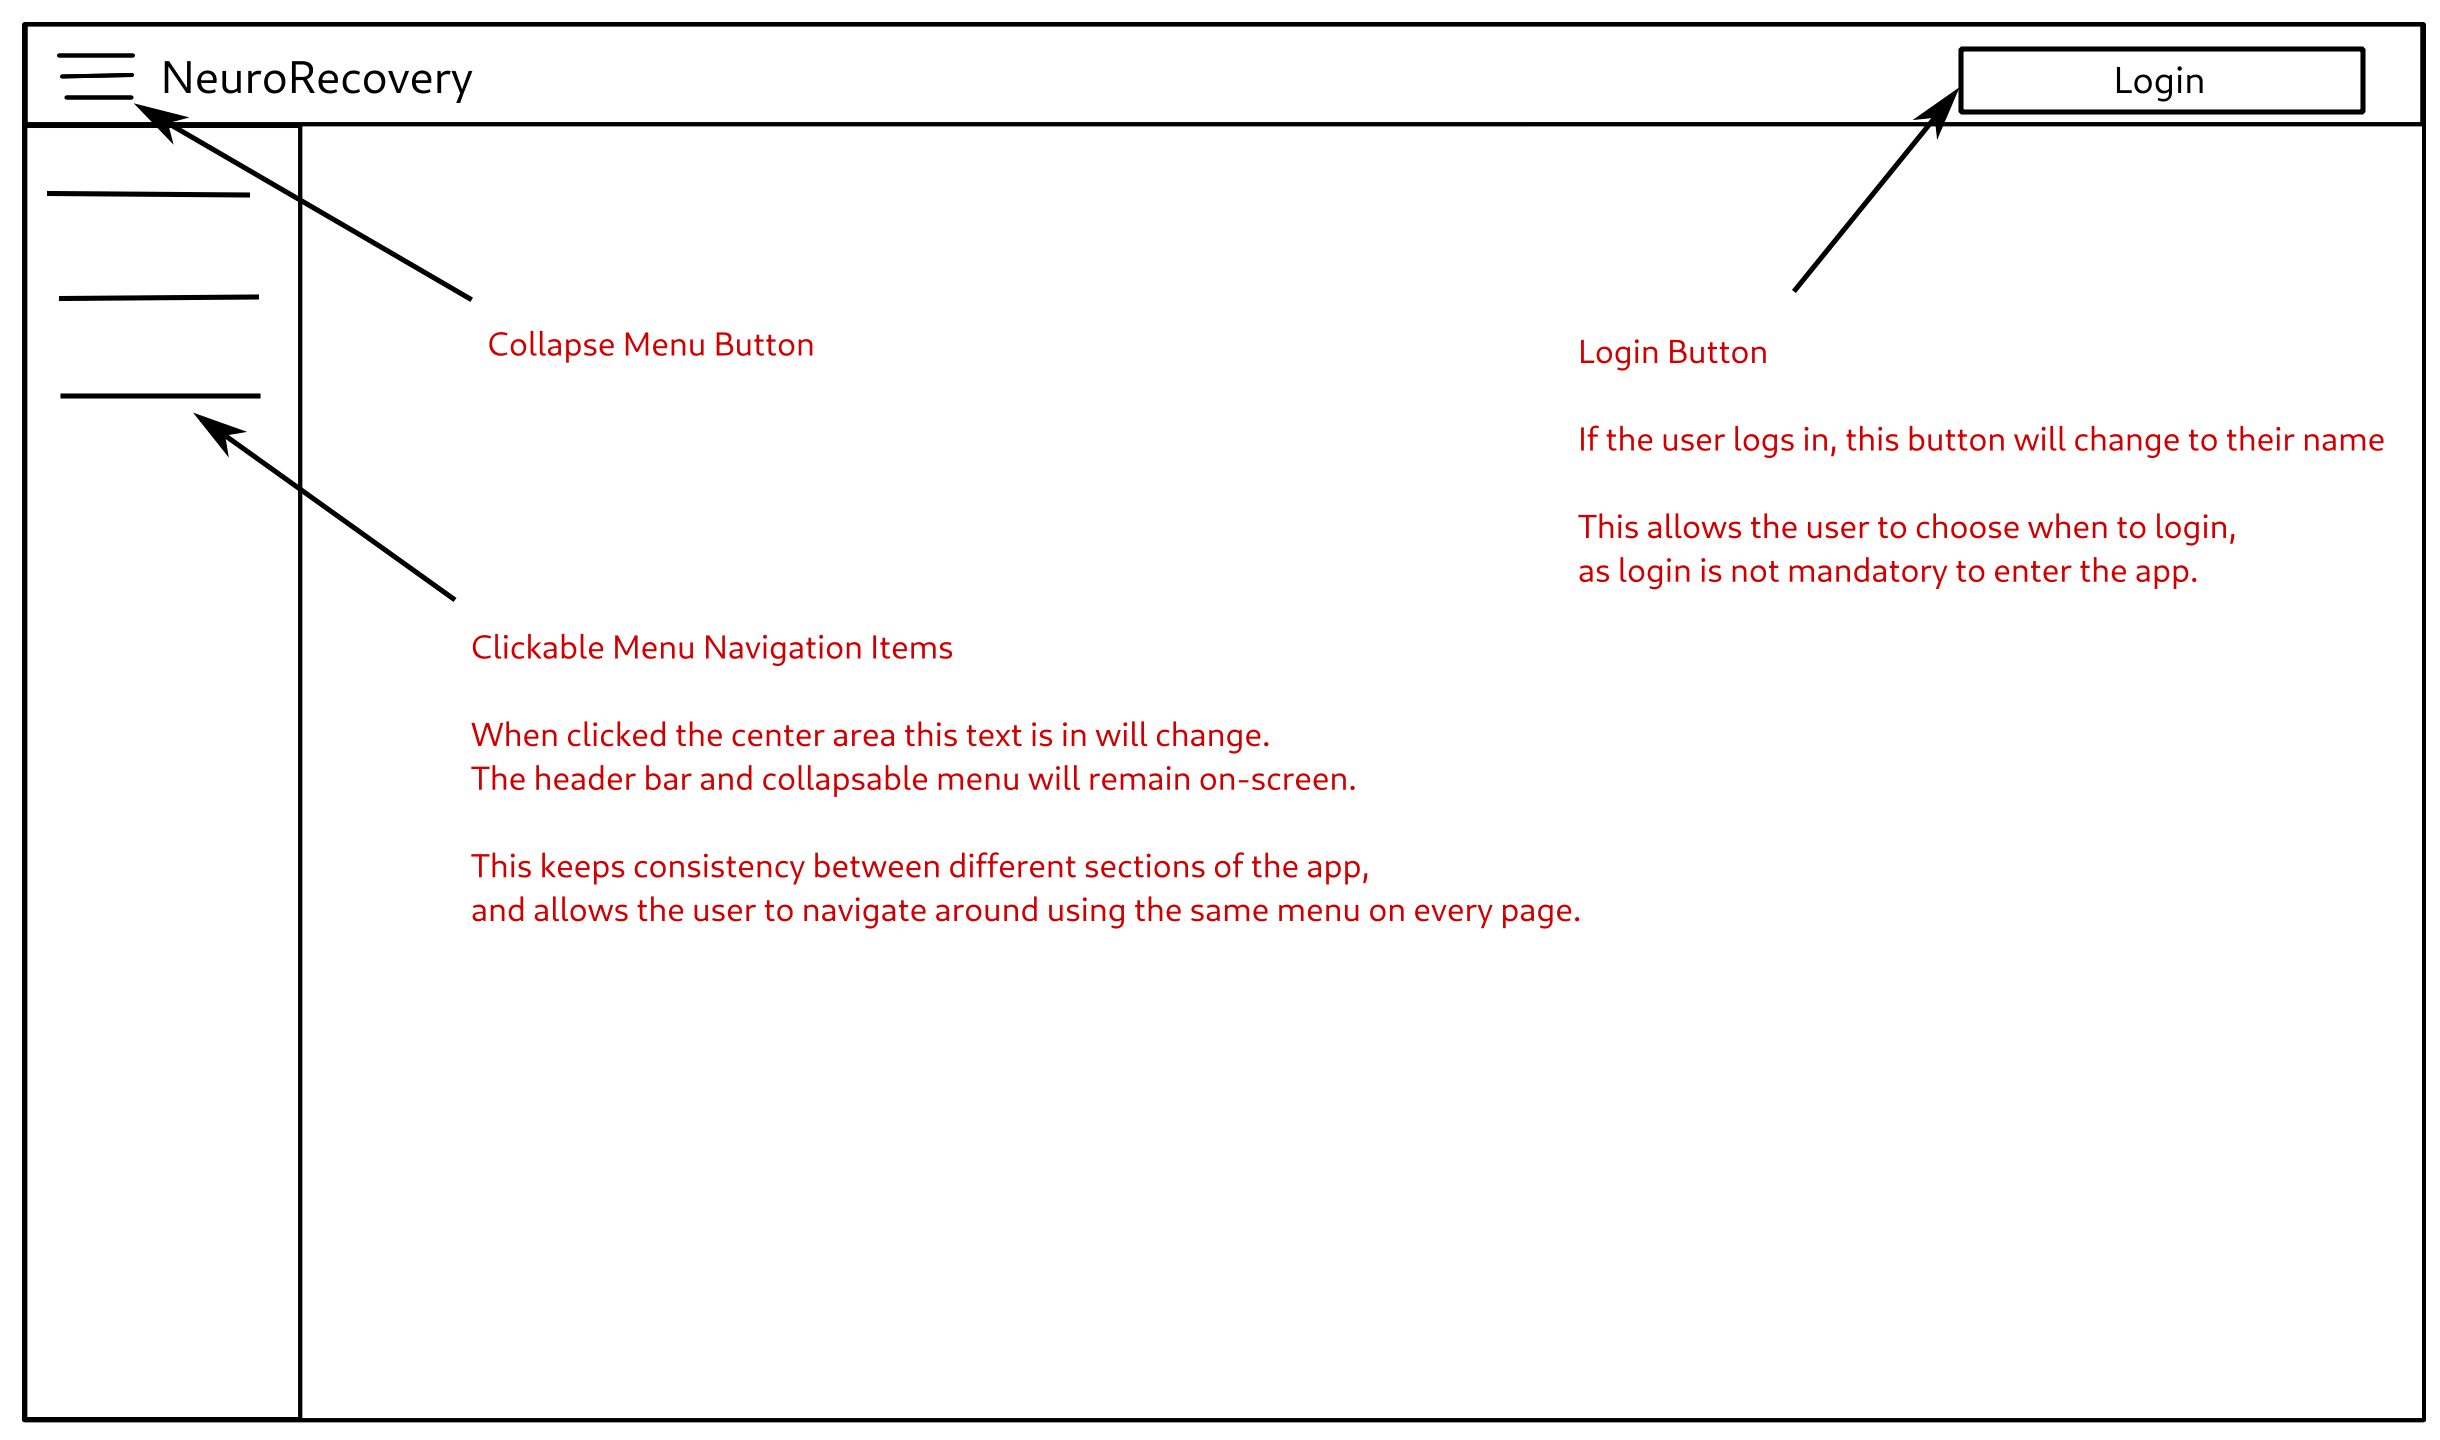 NeuroRecovery
Login
Collapse Menu Button
Login Button
If the user logs in, this button will change to their name
This allows the user to choose when to login,
as login is not mandatory to enter the app.
Clickable Menu Navigation Items
When clicked the center area this text is in will change.
The header bar and collapsable menu will remain on-screen.
This keeps consistency between different sections of the app,
and allows the user to navigate around using the same menu on every page.